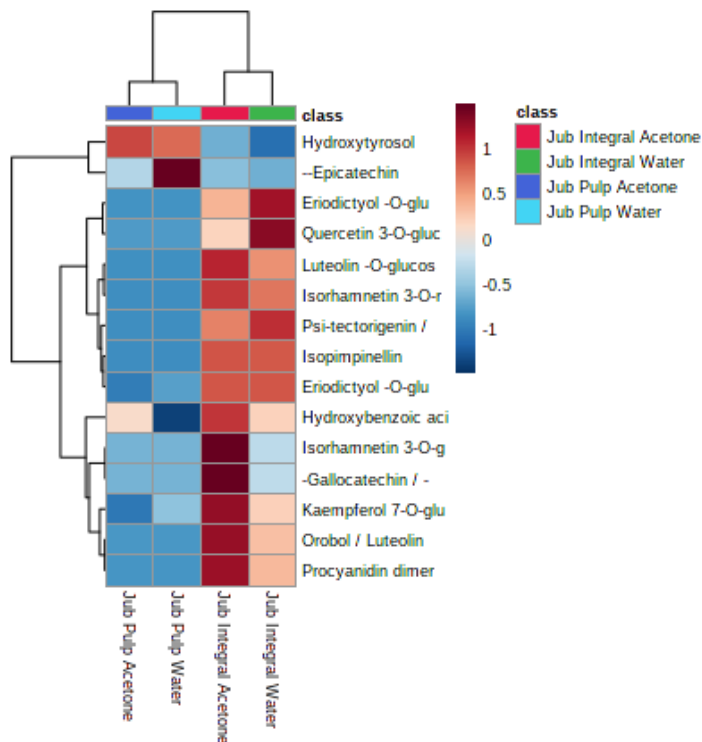 class
Hydroxytyrosol
--Epicatechin
Eriodictyol -O-glu
Quercetin 3-O-gluc
Luteolin -O-glucos
Isorhamnetin 3-O-r
Psi-tectorigenin /
Isopimpinellin
Eriodictyol -O-glu
Hydroxybenzoic aci
Isorhamnetin 3-O-g
-Gallocatechin / -
Kaempferol 7-O-glu
Orobol / Luteolin
Procyanidin dimer
1
0.5
0
-0.5
-1
class
Jub Integral Acetone
Jub Integral Water
Jub Pulp Acetone
Jub Pulp Water
Jub Pulp Acetone
Jub Pulp Water
Jub Integral Acetone
Jub Integral Water